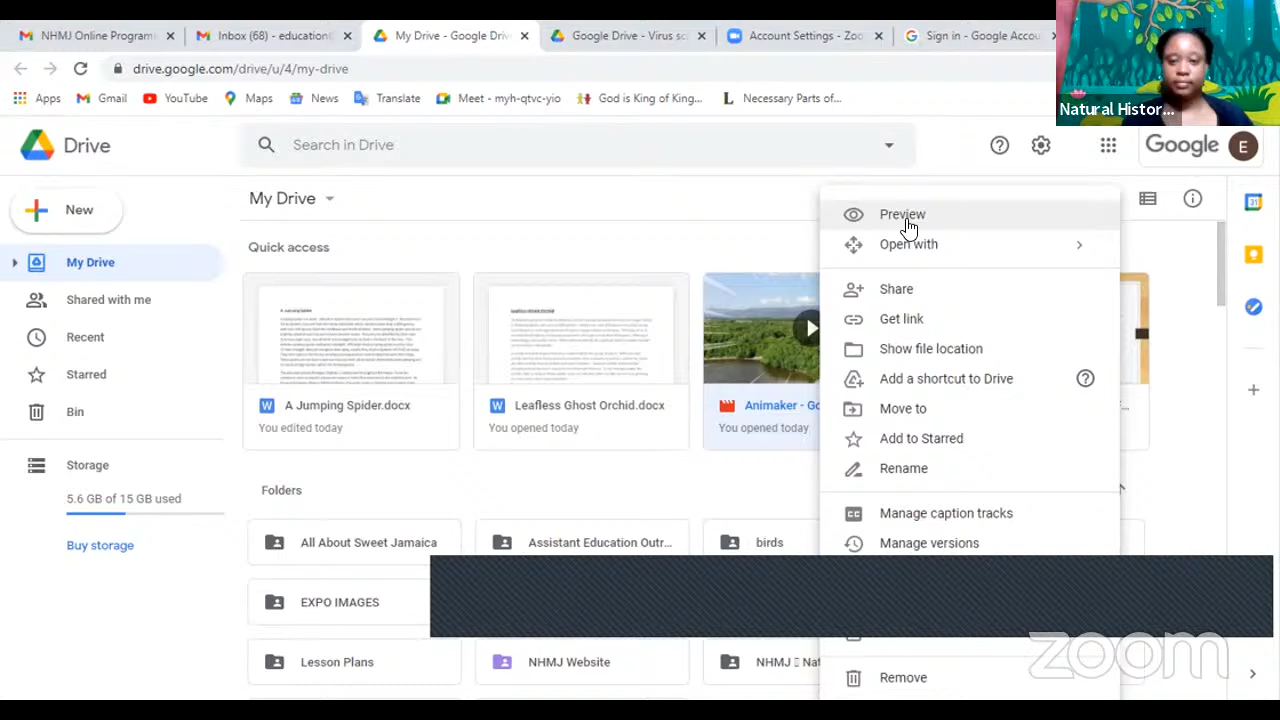 NHMJ Online Program
Inbox (68) - education
My Drive - Google Dri
Google Drive - Virus sc
Account Settings - Zoo
Sign in - Google Accou
drive.google.com/drive/u/4/my-drive
Apps
Gmail
YouTube
Maps
News
Translate
Meet - myh-qtvc-yio
God is King of King...
Necessary Parts of...
Natural Histor...
Drive
Search in Drive
Google
E
New
My Drive
Shared with me
Recent
Starred
Bin
Storage
5.6 GB of 15 GB used
Buy storage
My Drive
Quick access
A Jumping Spider
W A Jumping Spider.docx
You edited today
W Leafless Ghost Orchid.docx
You opened today
Animaker - Go
You opened today
Folders
All About Sweet Jamaica
Assistant Education Outr...
birds
EXPO IMAGES
Lesson Plans
NHMJ Website
NHMJ
Nat
Preview
Open with
Share
Get link
Show file location
Add a shortcut to Drive
Move to
Add to Starred
Rename
CC Manage caption tracks
Manage versions
Remove
31
zoom